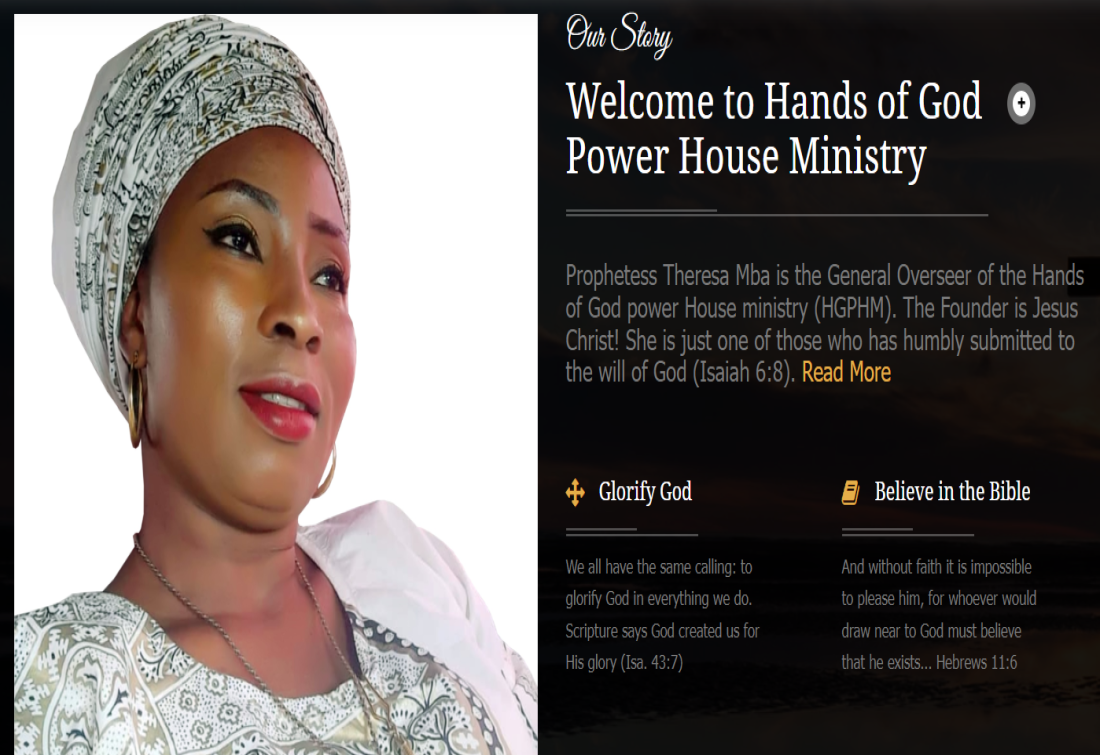 Our Story
Welcome to Hands of God
Power House Ministry
Prophetess Theresa Mba is the General Overseer of the Hands
of God power House ministry (HGPHM). The Founder is Jesus
Christ! She is just one of those who has humbly submitted to
the will of God (Isaiah 6:8). Read More
Glorify God
We all have the same calling: to
glorify God in everything we do.
Scripture says God created us for
His glory (Isa. 43:7)
Believe in the Bible
And without faith it is impossible
to please him, for whoever would
draw near to God must believe
that he exists... Hebrews 11:6